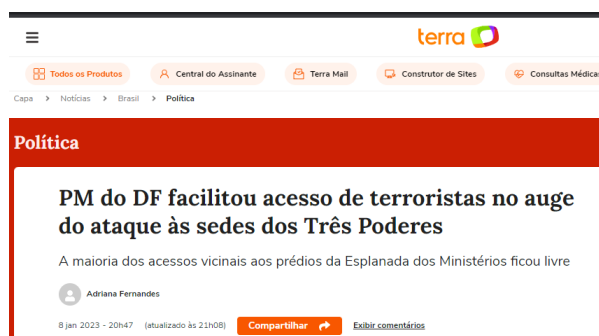 terra
Todos os Produtos Central do Assinante Terra Mail Construtor de Sites Consultas Médicas
Capa > Notícias > Brasil > Política
Política
PM do DF facilitou acesso de terroristas no auge
do ataque às sedes dos Três Poderes
A maioria dos acessos vicinais aos prédios da Esplanada dos Ministérios ficou livre
Adriana Fernandes
8 jan 2023 - 20h47 (atualizado às 21h08) Compartilhar Exibir comentários